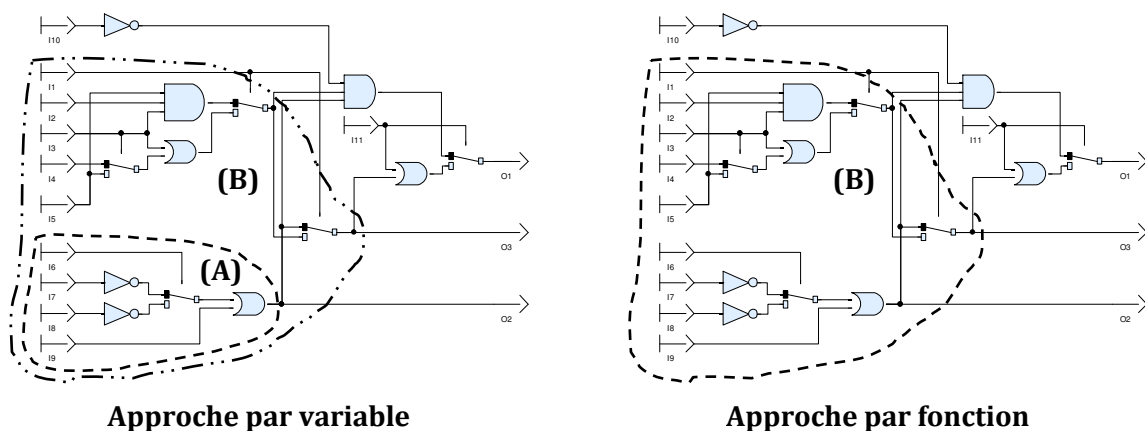 I10
I1
I2
I3
I4
I5
I11
(B)
O1
O3
I6
(A)
I7
I8
I9
O2
Approche par variable
I10
I1
I2
I3
I4
I5
I11
(B)
O1
O3
I6
I7
I8
I9
O2
Approche par fonction